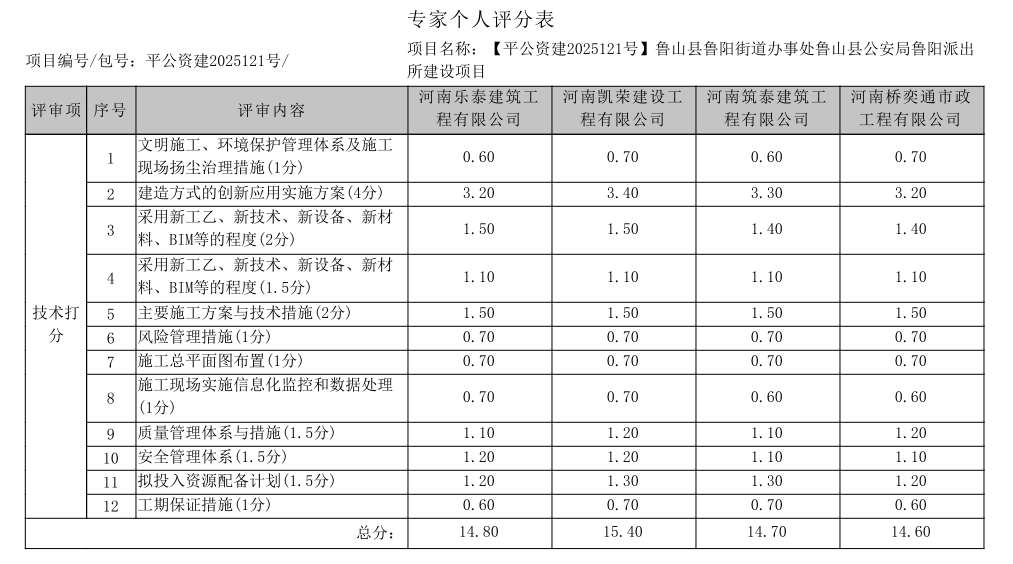 专家个人评分表
项目编号/包号：平公资建2025121号/
项目名称：【平公资建2025121号】鲁山县鲁阳街道办事处鲁山县公安局鲁阳派出
所建设项目
评审项 序号 评审内容 河南乐泰建筑工 河南凯荣建设工 河南筑泰建筑工 河南桥奕通市政
程有限公司 程有限公司 程有限公司 工程有限公司
技术打
分
1 文明施工、环境保护管理体系及施工
现场扬尘治理措施(1分) 0.60 0.70 0.60 0.70
2 建造方式的创新应用实施方案(4分) 3.20 3.40 3.30 3.20
3 采用新工乙、新技术、新设备、新材
料、BIM等的程度(2分) 1.50 1.50 1.40 1.40
4 采用新工乙、新技术、新设备、新材
料、BIM等的程度(1.5分) 1.10 1.10 1.10 1.10
5 主要施工方案与技术措施(2分) 1.50 1.50 1.50 1.50
6 风险管理措施(1分) 0.70 0.70 0.70 0.70
7 施工总平面图布置(1分) 0.70 0.70 0.70 0.70
8 施工现场实施信息化监控和数据处理
(1分) 0.70 0.70 0.60 0.60
9 质量管理体系与措施(1.5分) 1.10 1.20 1.10 1.20
10 安全管理体系(1.5分) 1.20 1.20 1.10 1.10
11 拟投入资源配备计划(1.5分) 1.20 1.30 1.30 1.20
12 工期保证措施(1分) 0.60 0.70 0.70 0.60
总分： 14.80 15.40 14.70 14.60